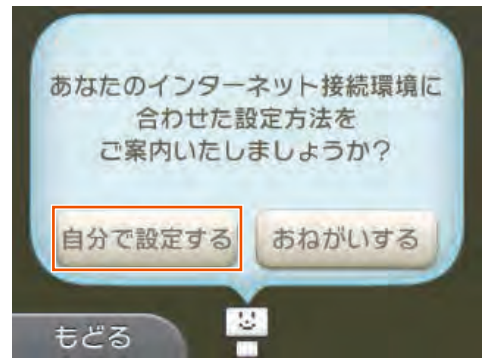 あなたのインターネット接続環境に
合わせた設定方法を
ご案内いたしましょうか?
自分で設定する
おねがいする
もどる